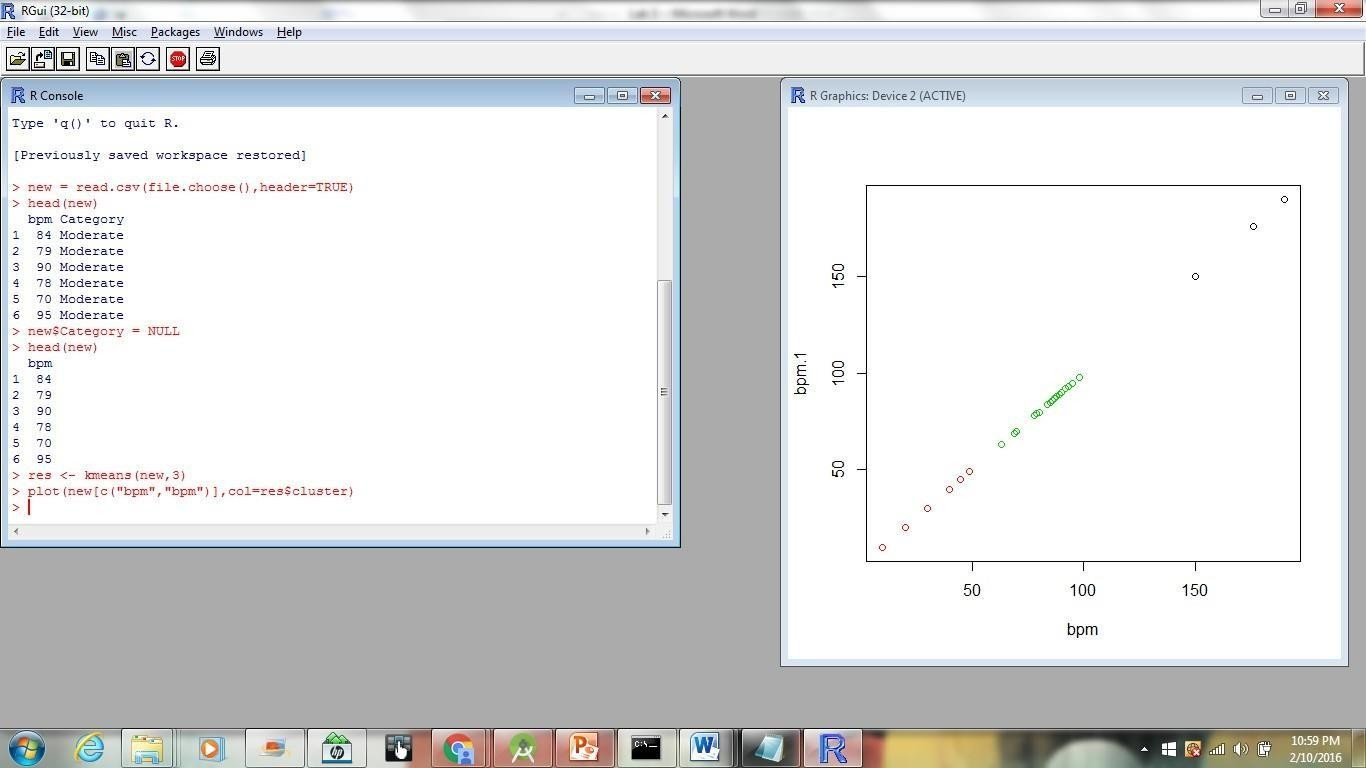 RGui (32-bit)
File Edit View Misc Packages Windows Help
STOP
R Console
Type 'q()' to quit R.
[Previously saved workspace restored]
> new = read.csv(file.choose(),header=TRUE)
> head(new)
  bpm Category
1  84 Moderate
2  79 Moderate
3  90 Moderate
4  78 Moderate
5  70 Moderate
6  95 Moderate
> new$Category = NULL
> head(new)
  bpm
1  84
2  79
3  90
4  78
5  70
6  95
> res <- kmeans(new,3)
> plot(new[c("bpm","bpm")],col=res$cluster)
>
R Graphics: Device 2 (ACTIVE)
150
100
50
bpm.1
50 100 150
bpm
hp
C:\
10:59 PM
2/10/2016